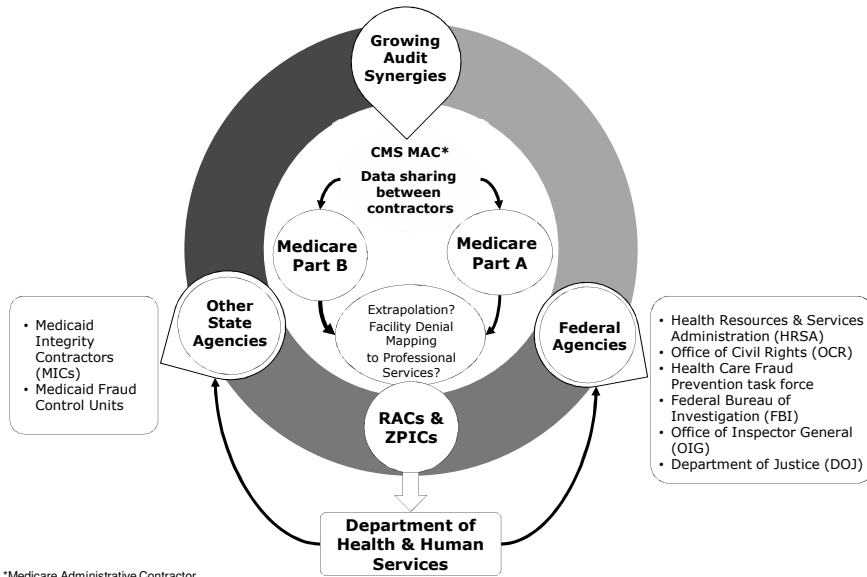 Growing
Audit
Synergies
CMS MAC*
Data sharing
between
contractors
Medicare
Part B
Medicare
Part A
Extrapolation?
Facility Denial
Mapping
to Professional
Services?
Other
State
Agencies
Federal
Agencies
• Medicaid
Integrity
Contractors
(MICs)
• Medicaid Fraud
Control Units
• Health Resources & Services
Administration (HRSA)
• Office of Civil Rights (OCR)
• Health Care Fraud
Prevention task force
• Federal Bureau of
Investigation (FBI)
• Office of Inspector General
(OIG)
• Department of Justice (DOJ)
RACs &
ZPICs
Department of
Health & Human
Services
*Medicare Administrative Contractor